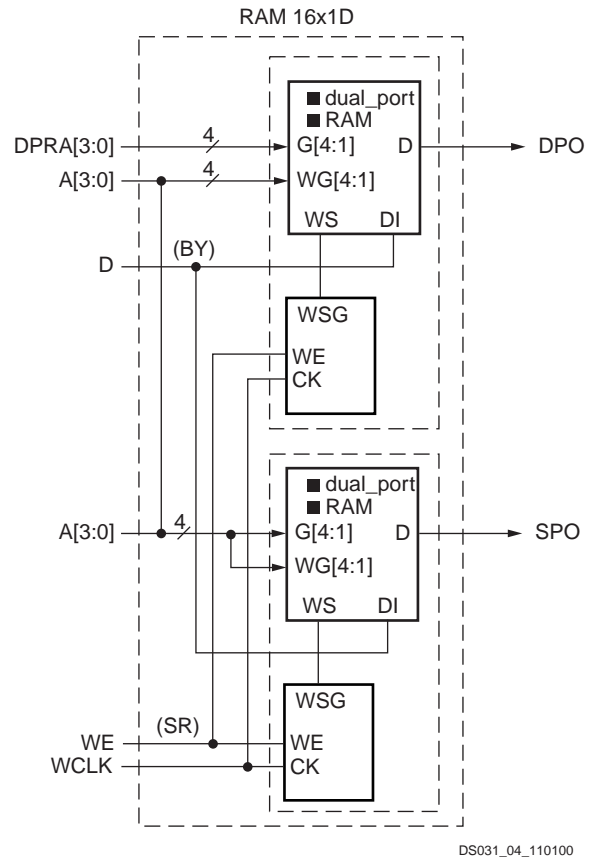 RAM 16x1D
■ dual_port
■ RAM
DPRA[3:0] 4 G[4:1] D DPO
A[3:0] 4 WG[4:1]
WS DI
D (BY)
WSG
WE
CK
■ dual_port
■ RAM
A[3:0] 4 G[4:1] D SPO
WG[4:1]
WS DI
WSG
WE (SR) WE
WCLK CK
DS031_04_110100